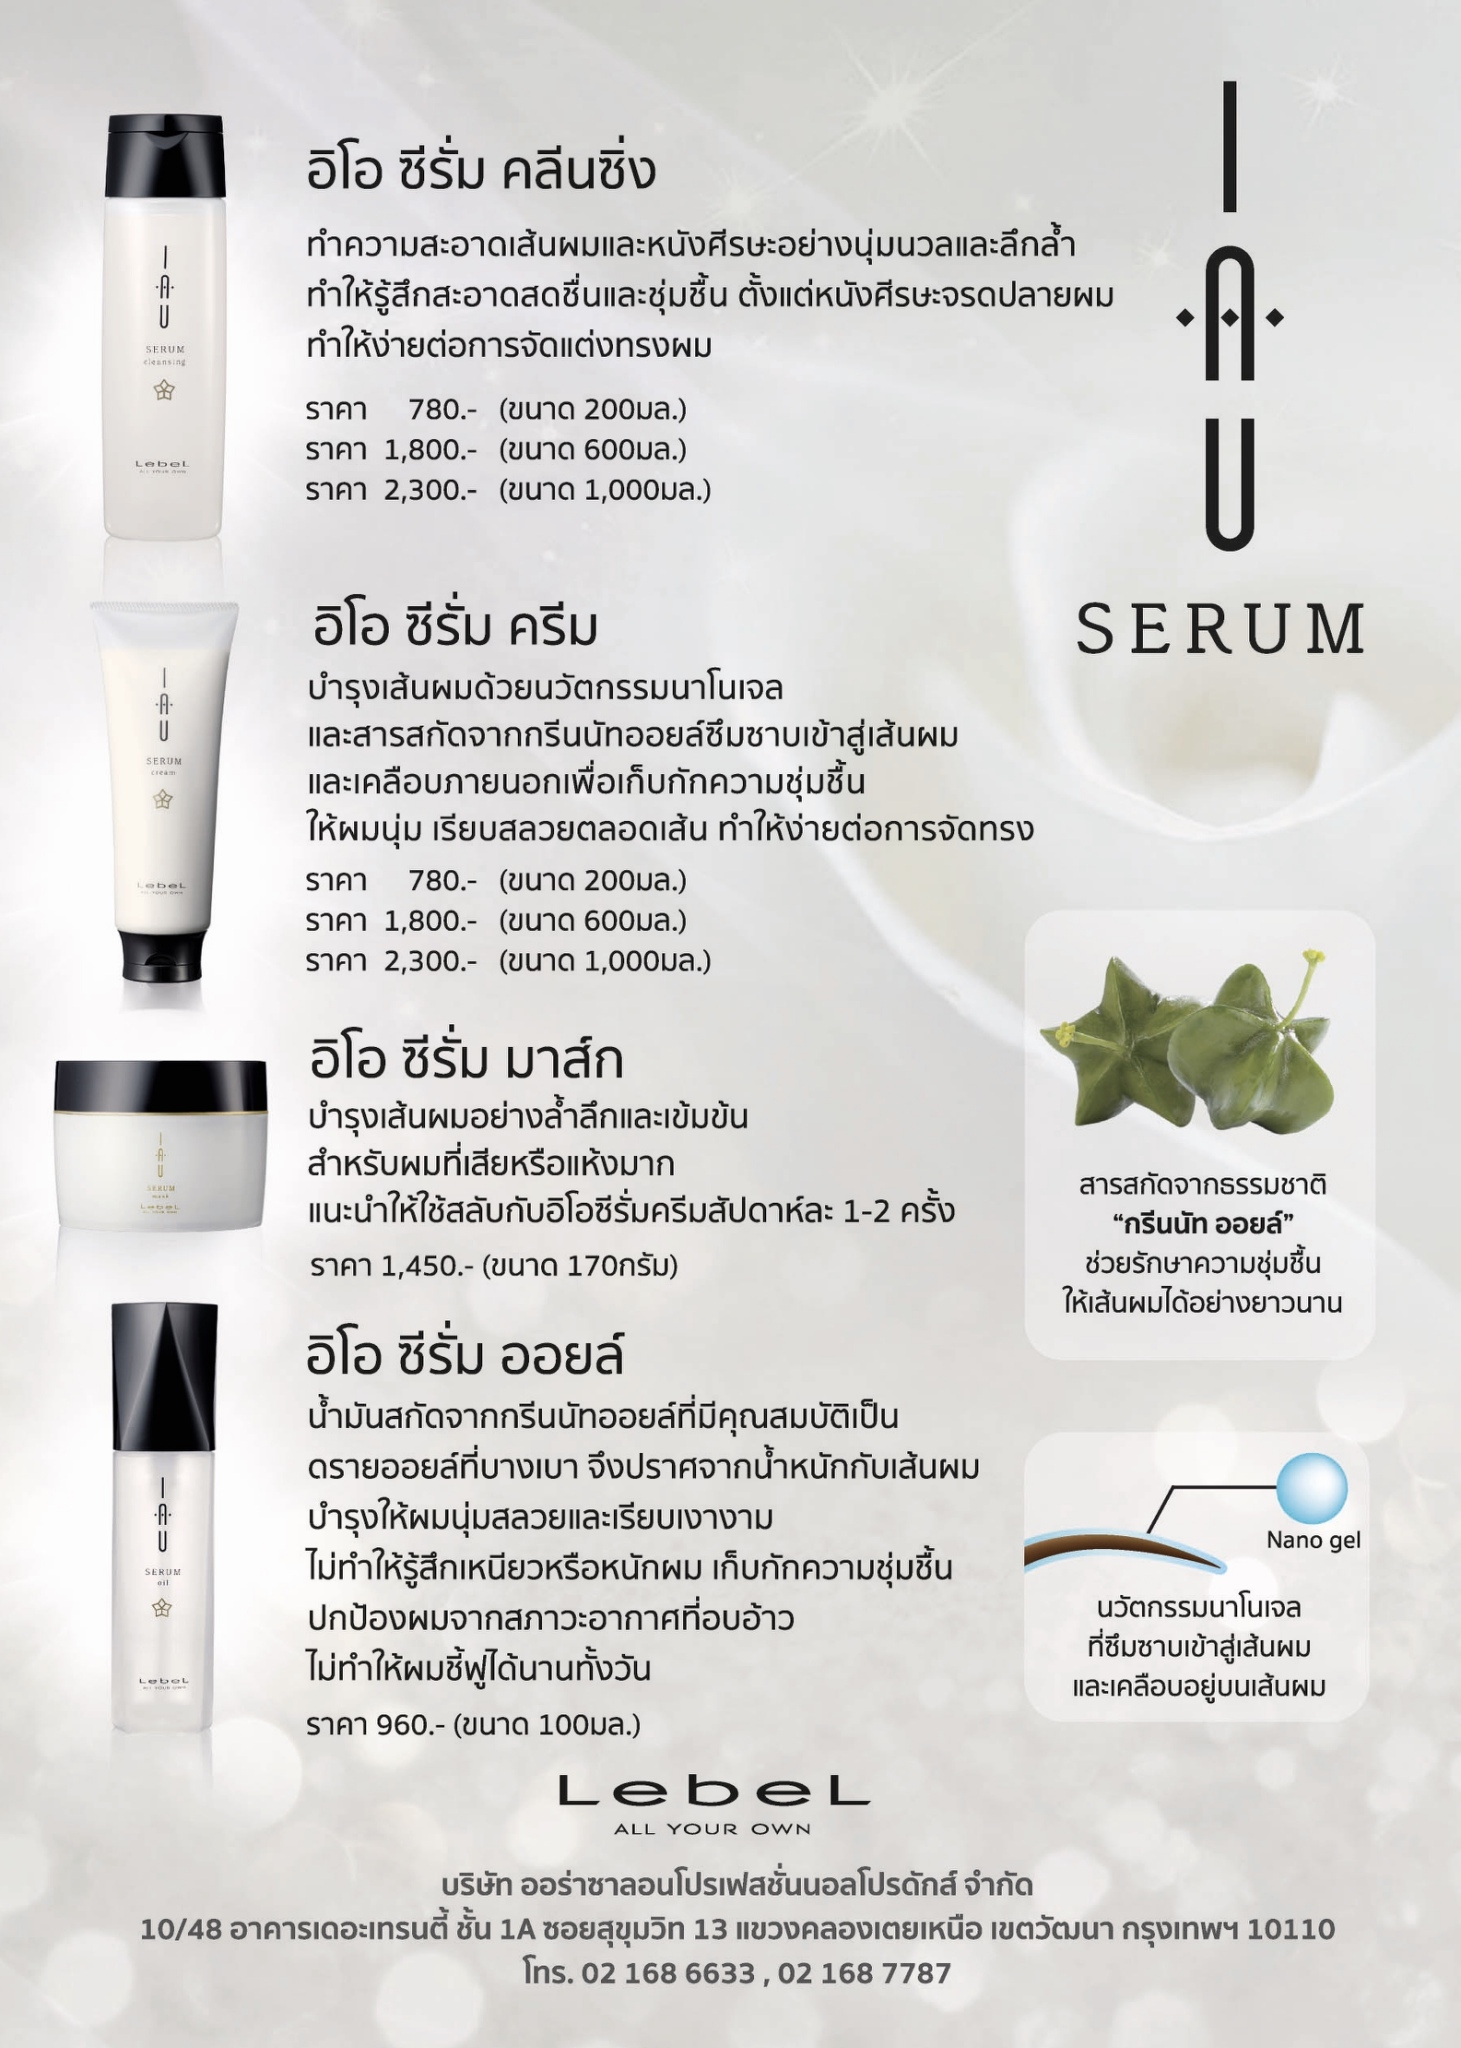 อิโอ ซีรั่ม คลีนซิ่ง
ทำความสะอาดเส้นผมและหนังศีรษะอย่างนุ่มนวลและลึกล้ำ
ทำให้รู้สึกสะอาดสดชื่นและชุ่มชื้น ตั้งแต่หนังศีรษะจรดปลายผม
ทำให้ง่ายต่อการจัดแต่งทรงผม
ราคา 780.- (ขนาด 200มล.)
ราคา 1,800.- (ขนาด 600มล.)
ราคา 2,300.- (ขนาด 1,000มล.)
IAU
SERUM
cleansing
LebeL
ALL YOUR OWN
IAU
SERUM
อิโอ ซีรั่ม ครีม
บำรุงเส้นผมด้วยนวัตกรรมนาโนเจล
และสารสกัดจากกรีนนัทออยล์ซึมซาบเข้าสู่เส้นผม
และเคลือบภายนอกเพื่อเก็บกักความชุ่มชื้น
ให้ผมนุ่ม เรียบสลวยตลอดเส้น ทำให้ง่ายต่อการจัดทรง
ราคา 780.- (ขนาด 200มล.)
ราคา 1,800.- (ขนาด 600มล.)
ราคา 2,300.- (ขนาด 1,000มล.)
IAU
SERUM
cream
LebeL
ALL YOUR OWN
อิโอ ซีรั่ม มาส์ก
บำรุงเส้นผมอย่างล้ำลึกและเข้มข้น
สำหรับผมที่เสียหรือแห้งมาก
แนะนำให้ใช้สลับกับอิโอซีรั่มครีมสัปดาห์ละ 1-2 ครั้ง
ราคา 1,450.- (ขนาด 170กรัม)
IAU
SERUM
mask
LebeL
ALL YOUR OWN
สารสกัดจากธรรมชาติ
“กรีนนัท ออยล์”
ช่วยรักษาความชุ่มชื้น
ให้เส้นผมได้อย่างยาวนาน
อิโอ ซีรั่ม ออยล์
น้ำมันสกัดจากกรีนนัทออยล์ที่มีคุณสมบัติเป็น
ดรายออยล์ที่บางเบา จึงปราศจากน้ำหนักกับเส้นผม
บำรุงให้ผมนุ่มสลวยและเรียบเงางาม
ไม่ทำให้รู้สึกเหนียวหรือหนักผม เก็บกักความชุ่มชื้น
ปกป้องผมจากสภาวะอากาศที่อบอ้าว
ไม่ทำให้ผมชี้ฟูได้นานทั้งวัน
ราคา 960.- (ขนาด 100มล.)
IAU
SERUM
oil
LebeL
ALL YOUR OWN
Nano gel
นวัตกรรมนาโนเจล
ที่ซึมซาบเข้าสู่เส้นผม
และเคลือบอยู่บนเส้นผม
LebeL
ALL YOUR OWN
บริษัท ออร่าซาลอนโปรเฟสชั่นนอลโปรดักส์ จำกัด
10/48 อาคารเดอะเทรนตี้ ชั้น 1A ซอยสุขุมวิท 13 แขวงคลองเตยเหนือ เขตวัฒนา กรุงเทพฯ 10110
โทร. 02 168 6633 , 02 168 7787